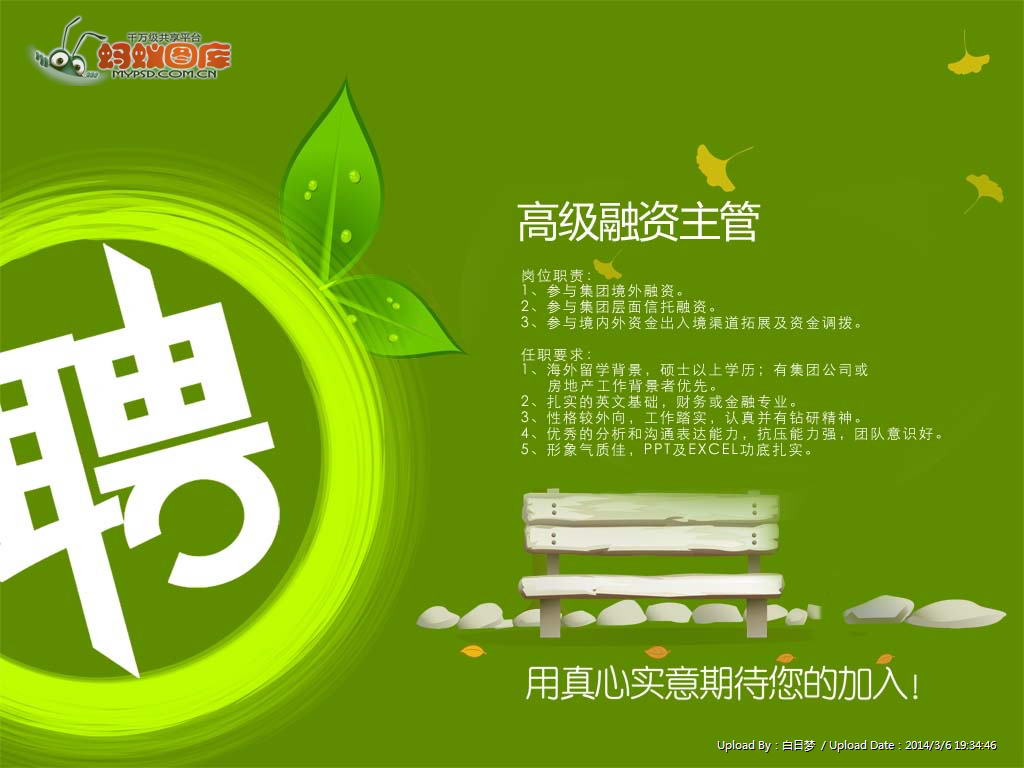 千万级共享平台
蚂蚁图库
MYPSD.COM.CN
聘
高级融资主管
岗位职责：
1、参与集团境外融资。
2、参与集团层面信托融资。
3、参与境内外资金出入境渠道拓展及资金调拨。
任职要求：
1、海外留学背景，硕士以上学历；有集团公司或
房地产工作背景者优先。
2、扎实的英文基础，财务或金融专业。
3、性格较外向，工作踏实，认真并有钻研精神。
4、优秀的分析和沟通表达能力，抗压能力强，团队意识好。
5、形象气质佳，PPT及EXCEL功底扎实。
用真心实意期待您的加入！
Upload By：白日梦 / Upload Date：2014/3/6 19:34:46